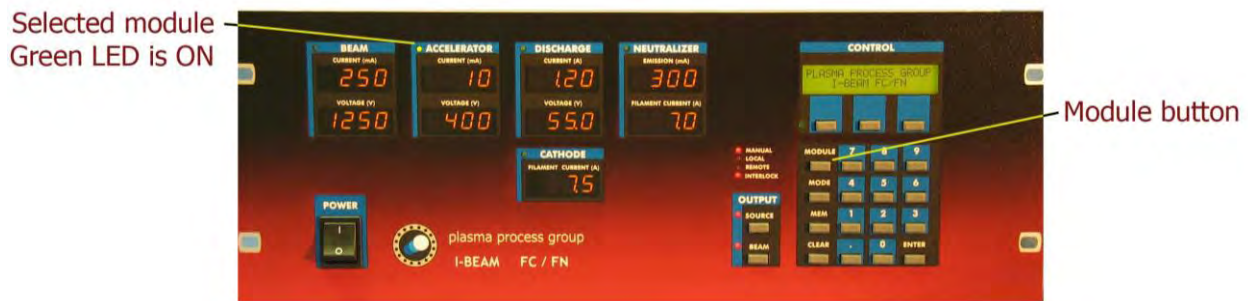 Selected module
Green LED is ON
BEAM
CURRENT (mA)
250
VOLTAGE (V)
1250
ACCELERATOR
CURRENT (mA)
10
VOLTAGE (V)
400
DISCHARGE
CURRENT (A)
1.20
VOLTAGE (V)
55.0
NEUTRALIZER
EMISSION (mA)
300
FILAMENT CURRENT (A)
7.0
CATHODE
FILAMENT CURRENT (A)
7.5
CONTROL
PLASMA PROCESS GROUP
I-BEAM FC/FN
Module button
MANUAL
LOCAL
REMOTE
INTERLOCK
MODULE 7 8 9
MODE 4 5 6
MEM 1 2 3
CLEAR . 0 ENTER
OUTPUT
SOURCE
BEAM
POWER
I
O
plasma process group
I-BEAM FC / FN